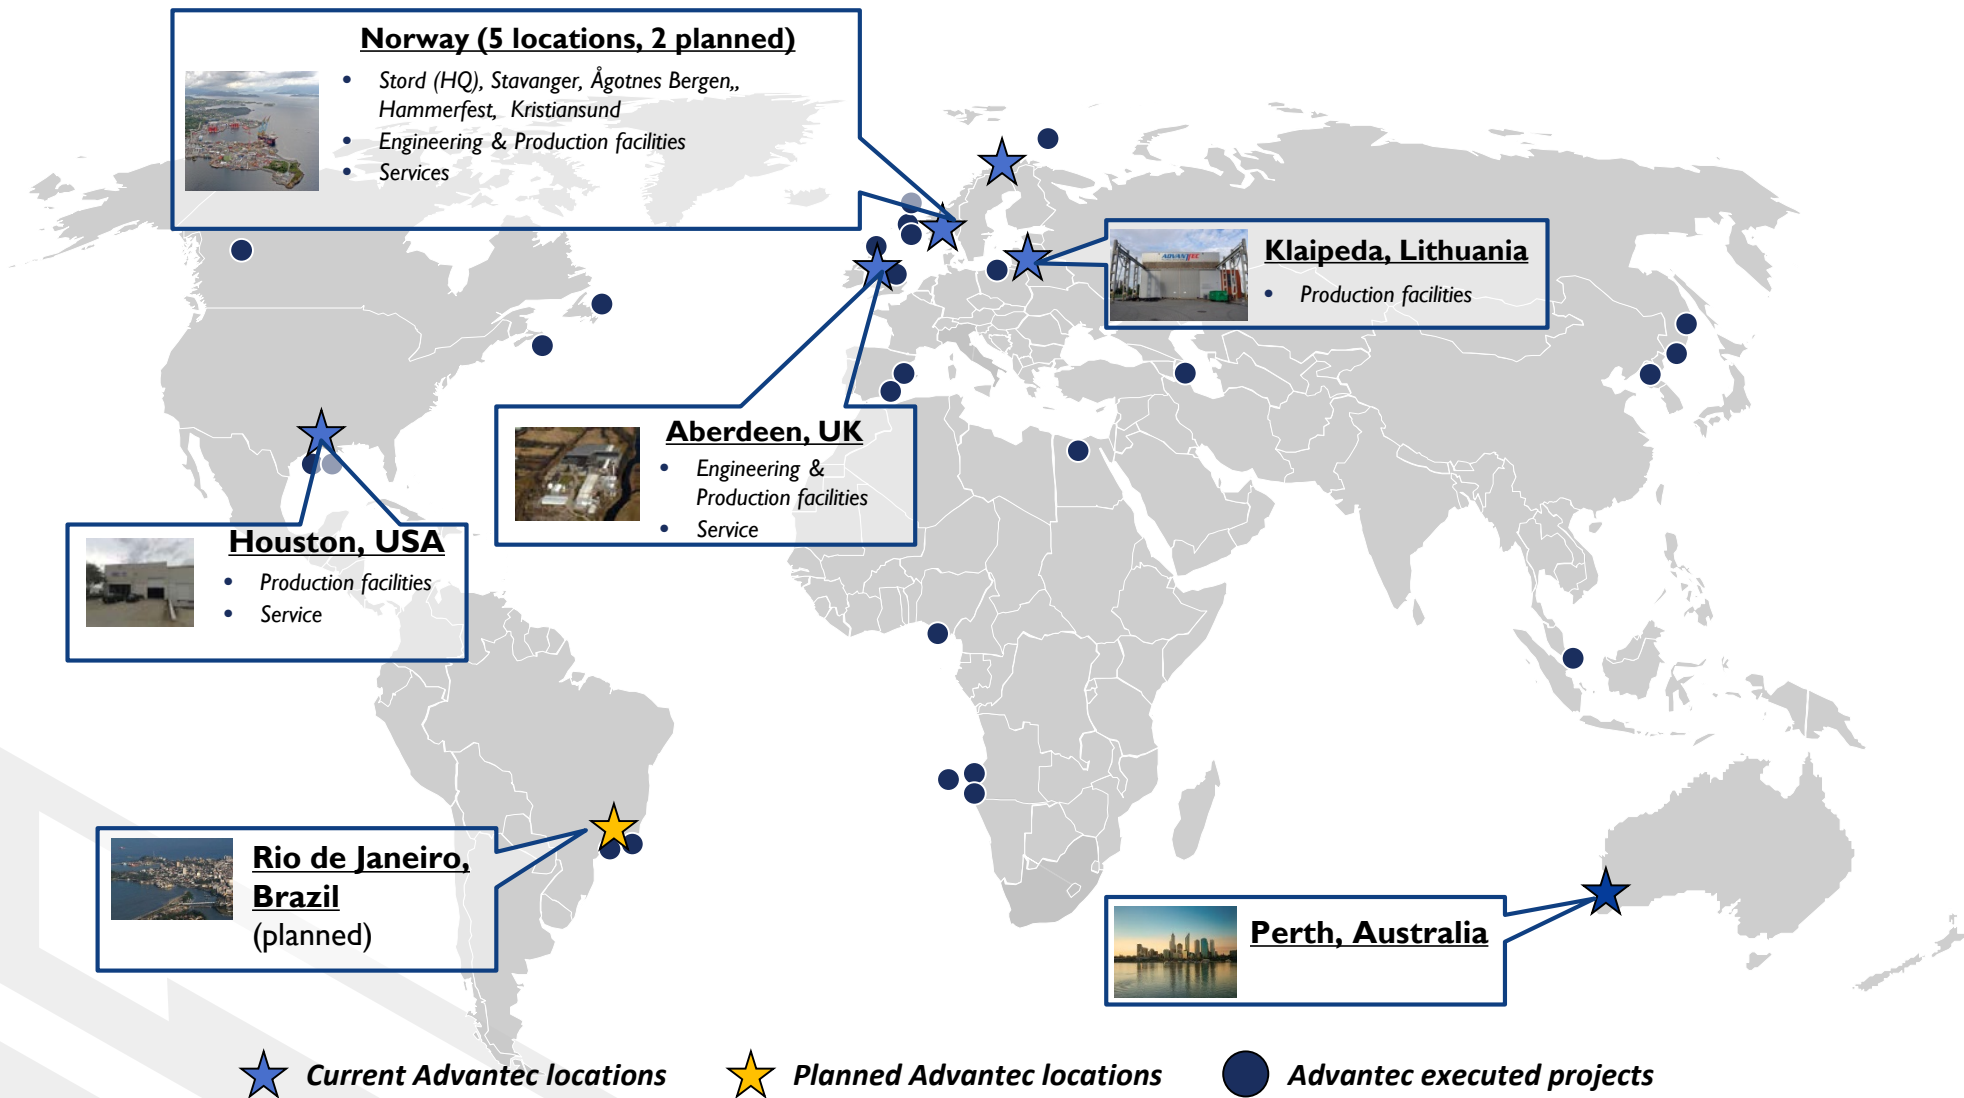 Norway (5 locations, 2 planned)
• Stord (HQ), Stavanger, Ågotnes Bergen,,
Hammerfest, Kristiansund
• Engineering & Production facilities
• Services
ADVANTEC
Klaipeda, Lithuania
• Production facilities
Aberdeen, UK
• Engineering &
Production facilities
• Service
Houston, USA
• Production facilities
• Service
Rio de Janeiro,
Brazil
(planned)
Perth, Australia
Current Advantec locations
Planned Advantec locations
Advantec executed projects